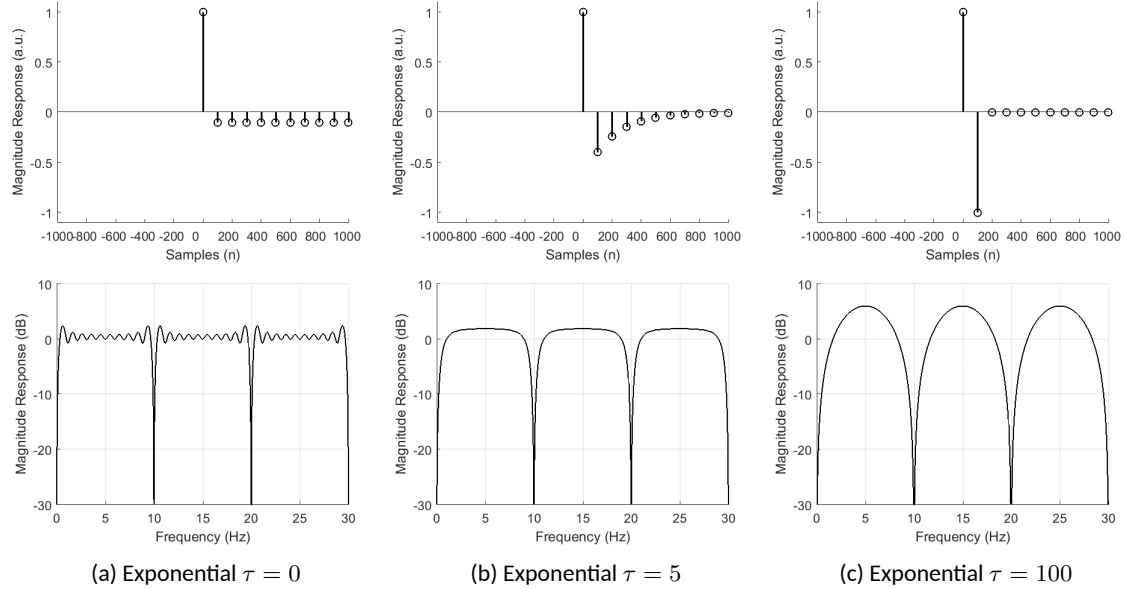 1
0.5
0
-0.5
-1
Magnitude Response (a.u.)
-1000-800 -600 -400 -200 0 200 400 600 800 1000
Samples (n)
1
0.5
0
-0.5
-1
Magnitude Response (a.u.)
-1000-800 -600 -400 -200 0 200 400 600 800 1000
Samples (n)
1
0.5
0
-0.5
-1
Magnitude Response (a.u.)
-1000-800 -600 -400 -200 0 200 400 600 800 1000
Samples (n)
10
0
-10
-20
-30
Magnitude Response (dB)
0 5 10 15 20 25 30
Frequency (Hz)
10
0
-10
-20
-30
Magnitude Response (dB)
0 5 10 15 20 25 30
Frequency (Hz)
10
0
-10
-20
-30
Magnitude Response (dB)
0 5 10 15 20 25 30
Frequency (Hz)
(a) Exponential τ = 0
(b) Exponential τ = 5
(c) Exponential τ = 100